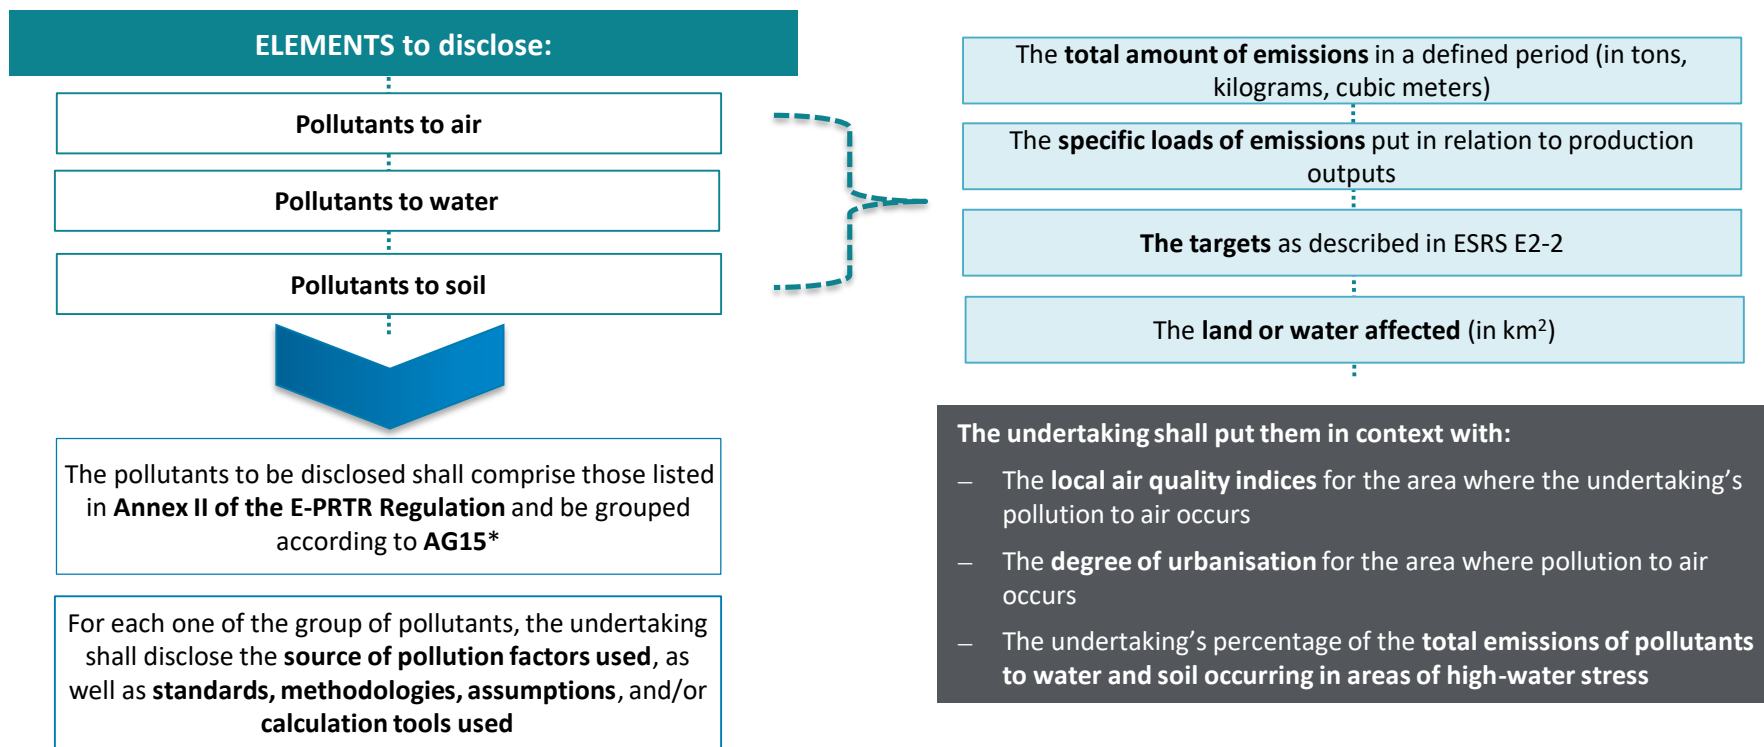 ELEMENTS to disclose:
Pollutants to air
Pollutants to water
Pollutants to soil
The pollutants to be disclosed shall comprise those listed
in Annex II of the E-PRTR Regulation and be grouped
according to AG15*
For each one of the group of pollutants, the undertaking
shall disclose the source of pollution factors used, as
well as standards, methodologies, assumptions, and/or
calculation tools used
The total amount of emissions in a defined period (in tons,
kilograms, cubic meters)
The specific loads of emissions put in relation to production
outputs
The targets as described in ESRS E2-2
The land or water affected (in km²)
The undertaking shall put them in context with:
– The local air quality indices for the area where the undertaking’s
pollution to air occurs
– The degree of urbanisation for the area where pollution to air
occurs
– The undertaking’s percentage of the total emissions of pollutants
to water and soil occurring in areas of high-water stress